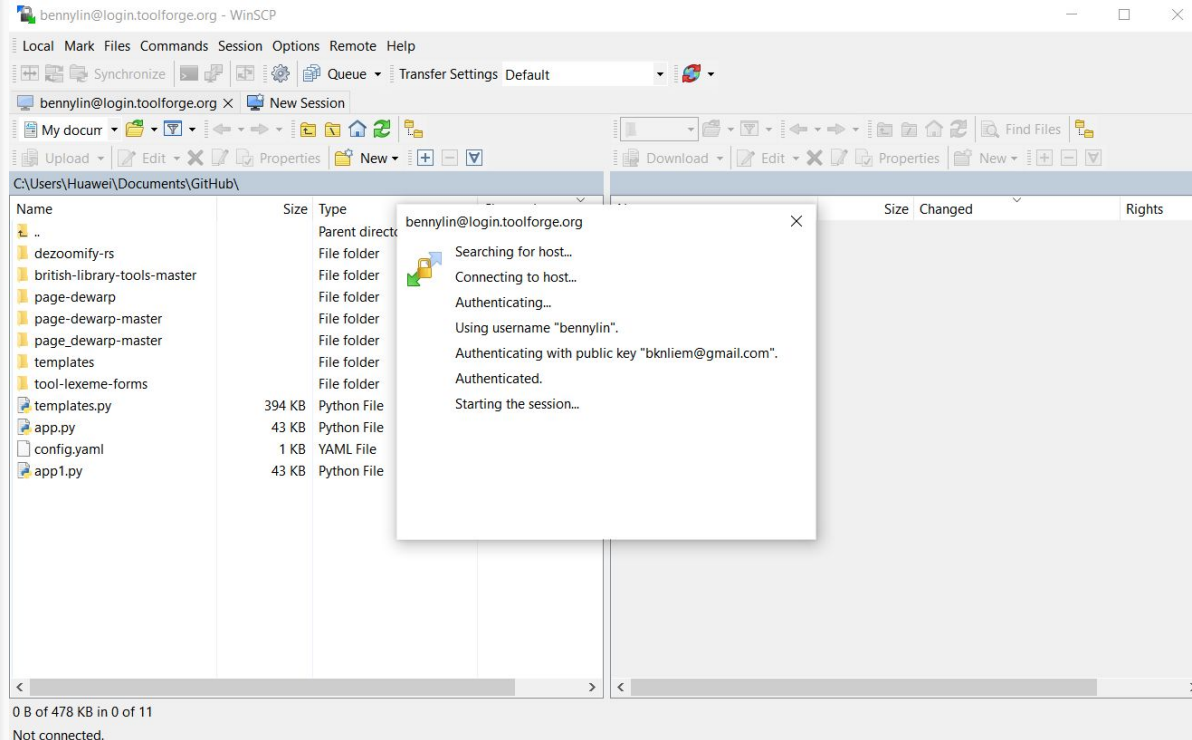 bennylin@login.toolforge.org - WinSCP
Local Mark Files Commands Session Options Remote Help
Synchronize Queue Transfer Settings Default
bennylin@login.toolforge.org New Session
My docum Find Files
Upload Edit Properties New Download Edit Properties New
C:\Users\Huawei\Documents\GitHub\
Name Size Type Size Changed Rights
.. Parent directo
dezoomify-rs File folder
british-library-tools-master File folder
page-dewarp File folder
page-dewarp-master File folder
page_dewarp-master File folder
templates File folder
tool-lexeme-forms File folder
templates.py 394 KB Python File
app.py 43 KB Python File
config.yaml 1 KB YAML File
app1.py 43 KB Python File
bennylin@login.toolforge.org
Searching for host...
Connecting to host...
Authenticating...
Using username "bennylin".
Authenticating with public key "bknliem@gmail.com".
Authenticated.
Starting the session...
0 B of 478 KB in 0 of 11
Not connected.